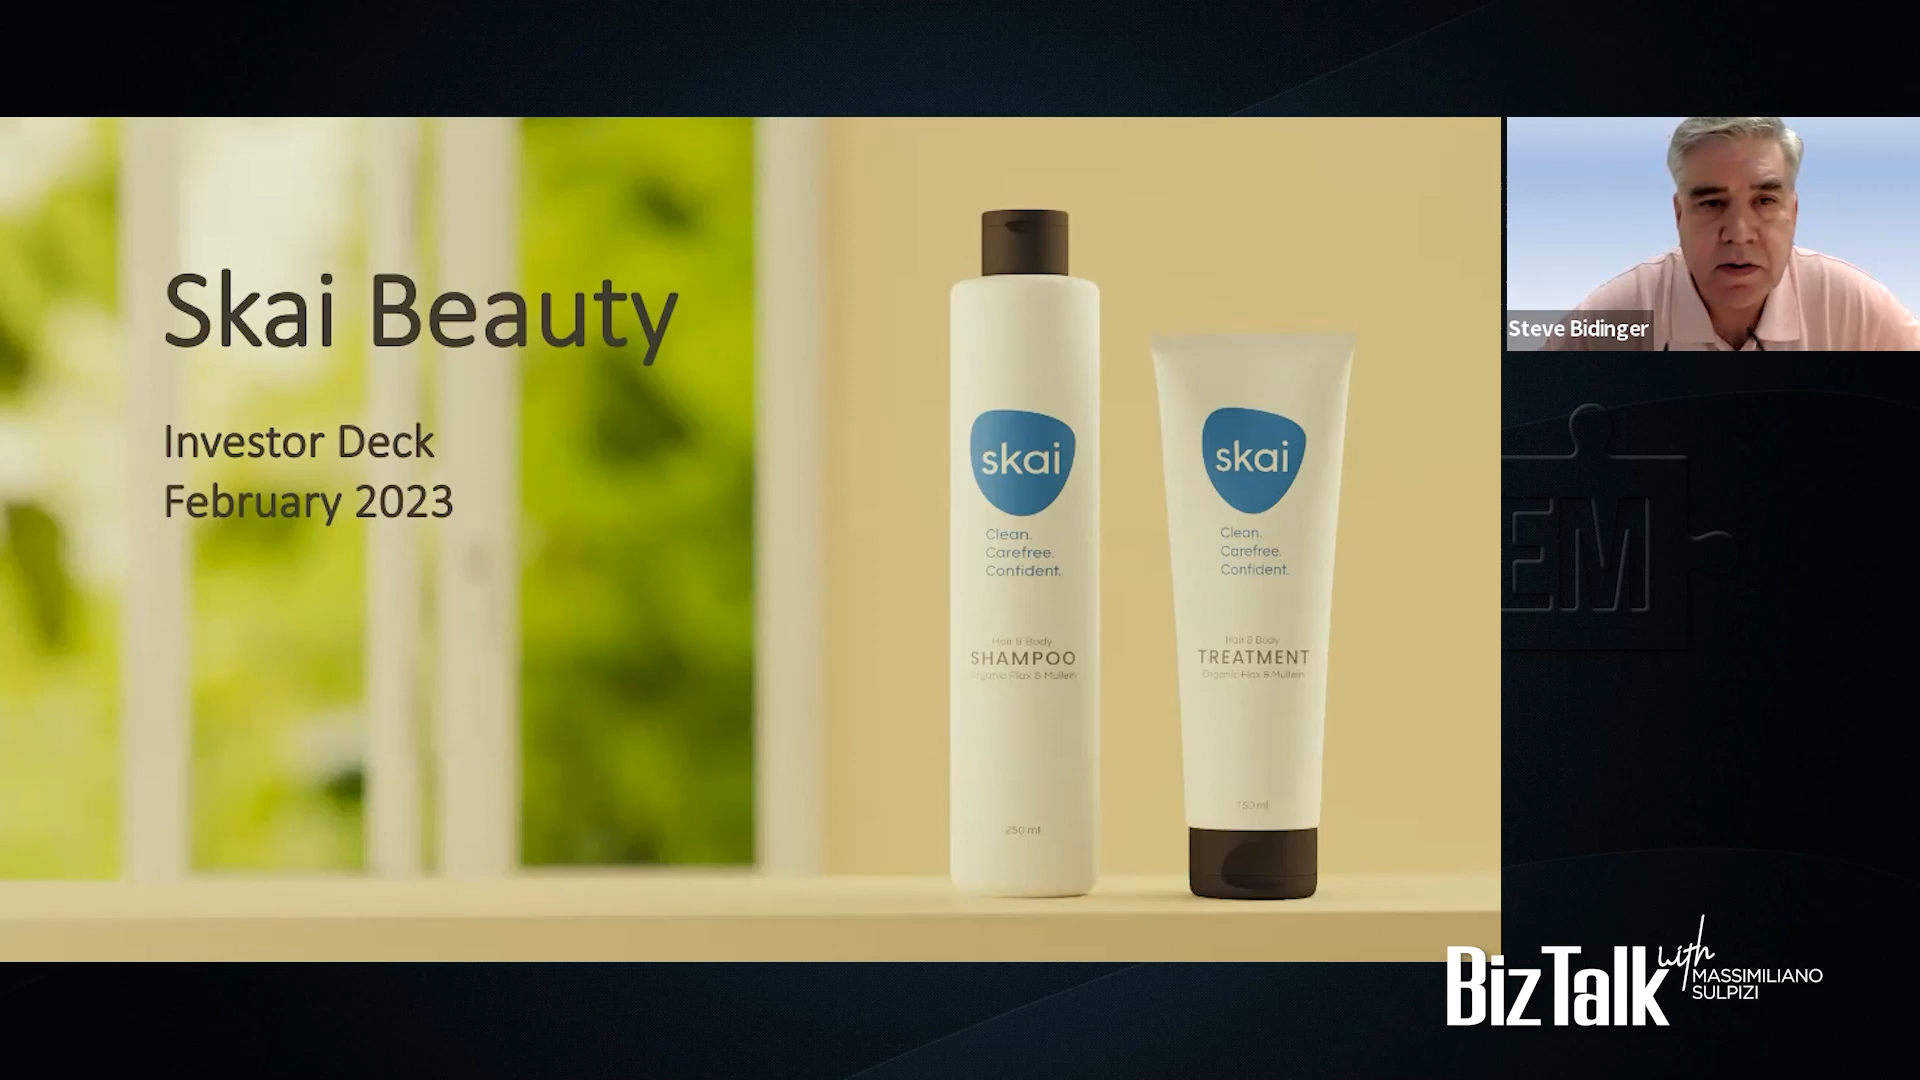 Skai Beauty
Investor Deck
February 2023
skai
Clean.
Carefree.
Confident.
Hair & Body
SHAMPOO
Organic Flax & Mullein
250 ml
skai
Clean.
Carefree.
Confident.
Hair & Body
TREATMENT
Organic Flax & Mullein
150 ml
Steve Bidinger
EM
BizTalk with
MASSIMILIANO
SULPIZI